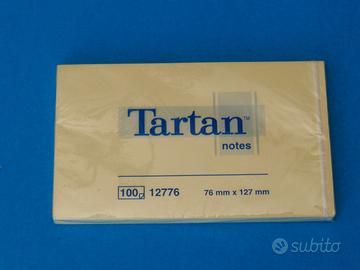 Tartan™
notes
100 12776 76 mm x 127 mm
subito